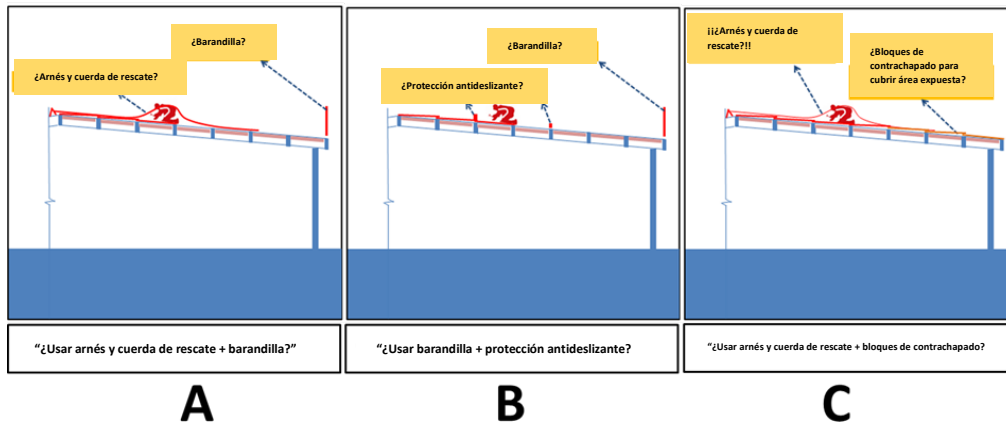 ¿Barandilla?
¿Arnés y cuerda de rescate?
“¿Usar arnés y cuerda de rescate + barandilla?”
A
¿Barandilla?
¿Protección antideslizante?
“¿Usar barandilla + protección antideslizante?
B
¡¡¿Arnés y cuerda de
rescate?!!
¿Bloques de
contrachapado para
cubrir área expuesta?
“¿Usar arnés y cuerda de rescate + bloques de contrachapado?
C